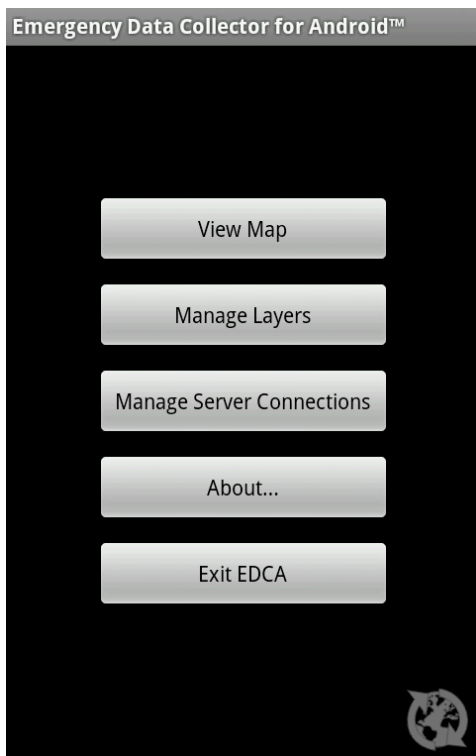 Emergency Data Collector for Android™
View Map
Manage Layers
Manage Server Connections
About...
Exit EDCA